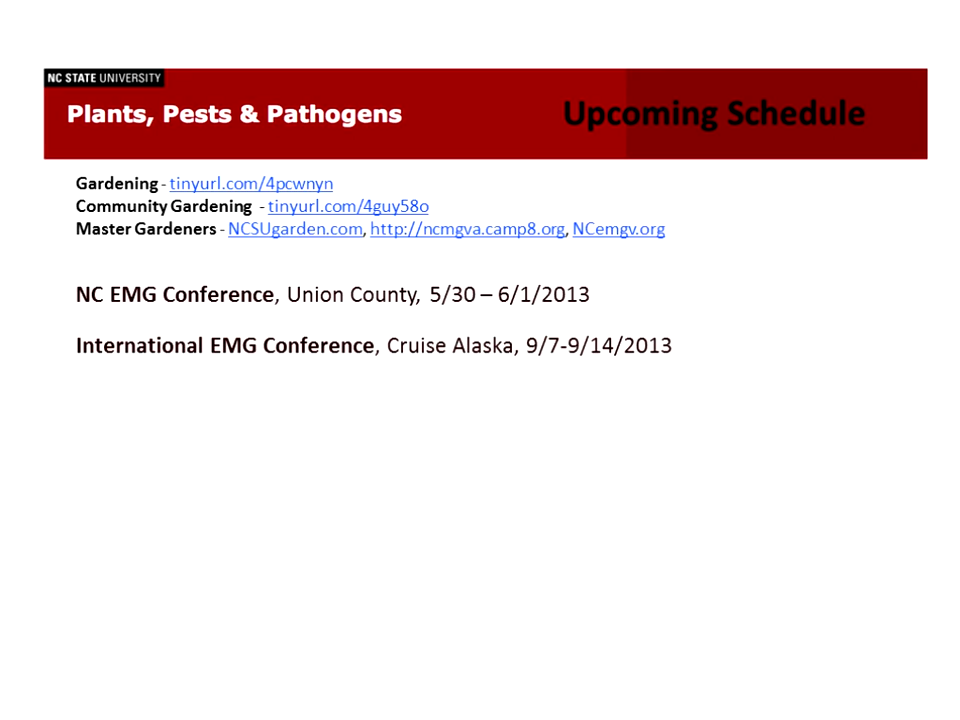 NC STATE UNIVERSITY
Plants, Pests & Pathogens
Upcoming Schedule
Gardening - tinyurl.com/4pcwnyn
Community Gardening - tinyurl.com/4guy58o
Master Gardeners - NCSUgarden.com, http://ncmgva.camp8.org, NCemgv.org
NC EMG Conference, Union County, 5/30 – 6/1/2013
International EMG Conference, Cruise Alaska, 9/7-9/14/2013